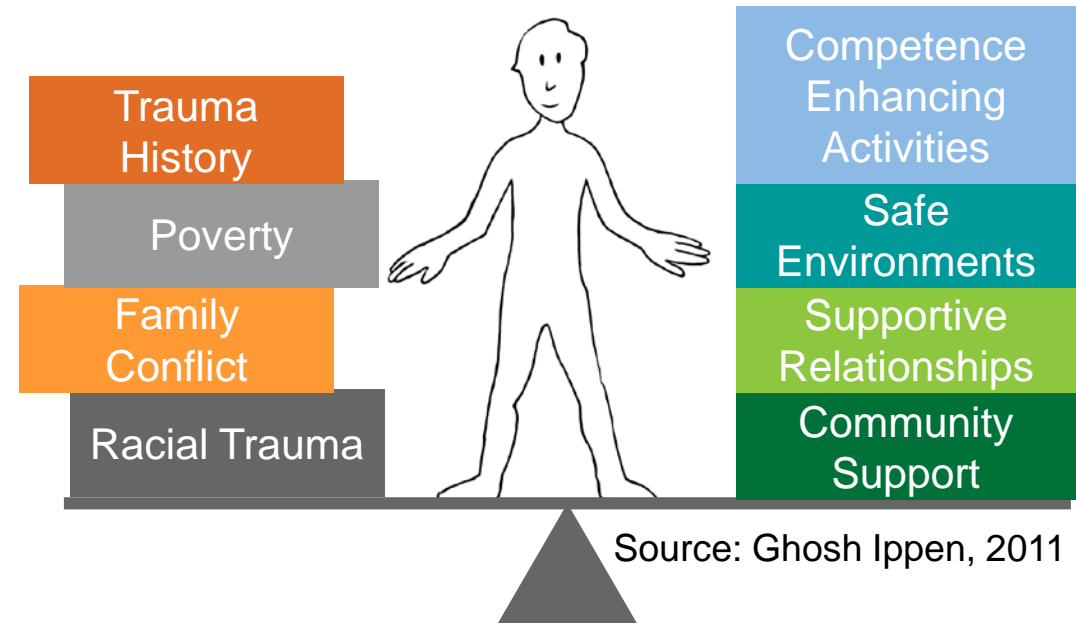 Trauma
History
Poverty
Family
Conflict
Racial Trauma
Competence
Enhancing
Activities
Safe
Environments
Supportive
Relationships
Community
Support
Source: Ghosh Ippen, 2011